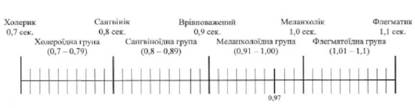 Холерик Сангвінік Врівноважений Меланхолік Флегматик
0,7 сек. 0,8 сек. 0,9 сек. 1,0 сек. 1,1 сек.
Холероїдна група Сангвіноїдна група Меланхолоїдна група Флегматоїдна група
(0,7 – 0,79) (0,8 – 0,89) (0,91 – 1,00) (1,01 – 1,1)
0,97